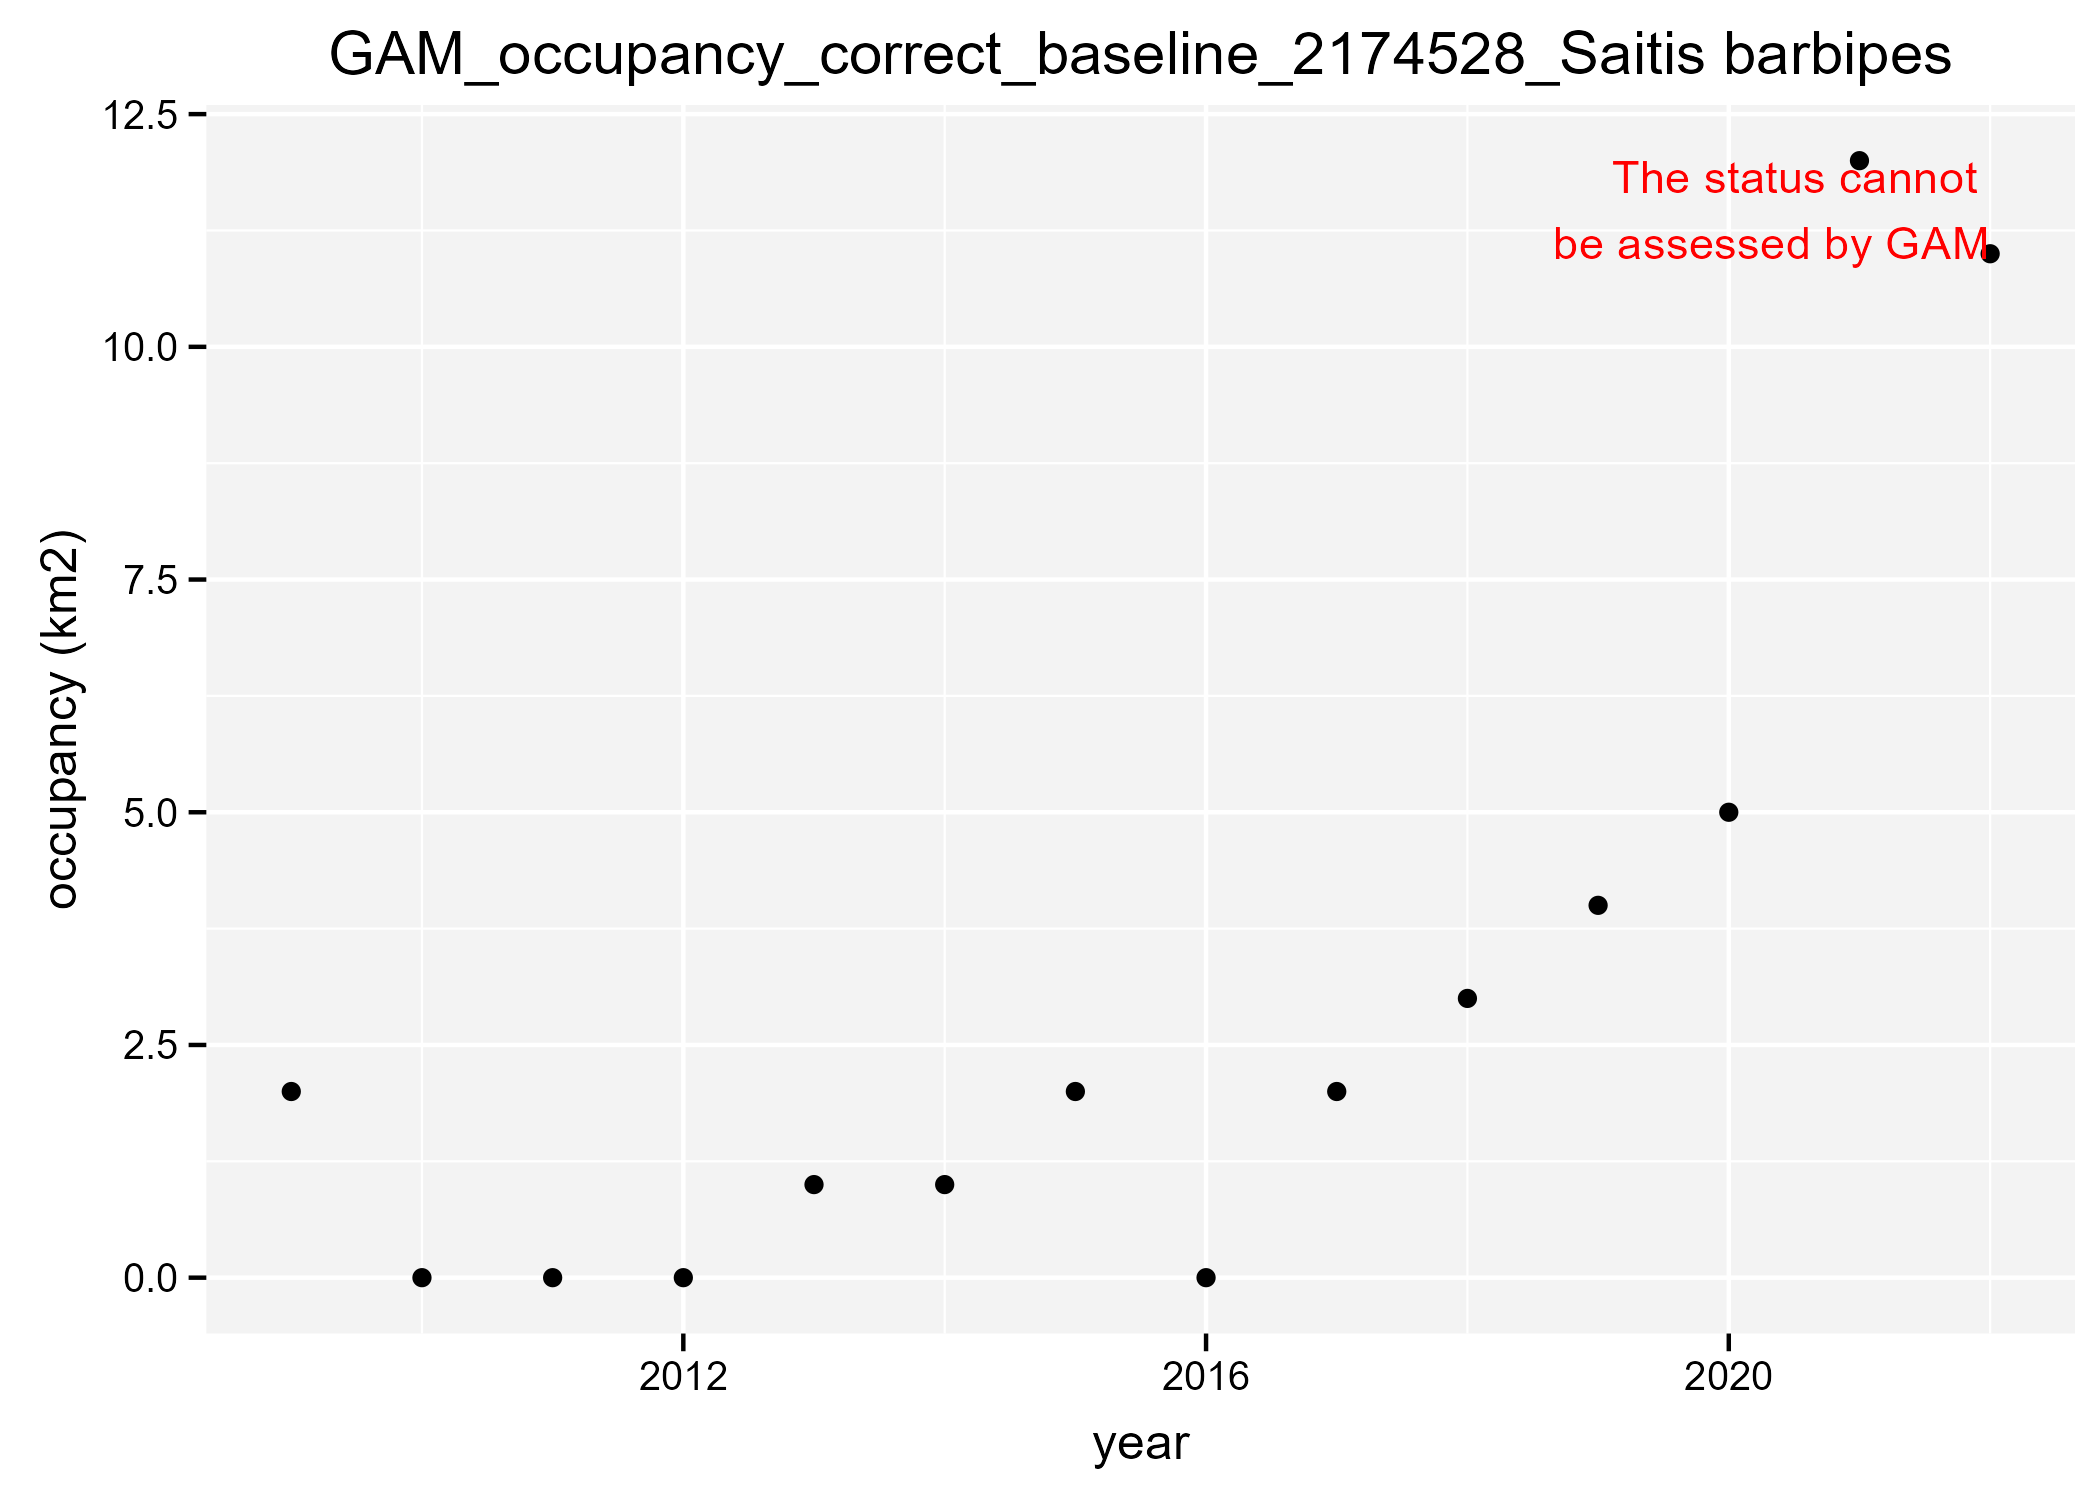 GAM_occupancy_correct_baseline_2174528_Saitis barbipes
12.5
The status cannot
be assessed by GAM
10.0
7.5
occupancy (km2)
5.0
2.5
0.0
2012
2016
2020
year